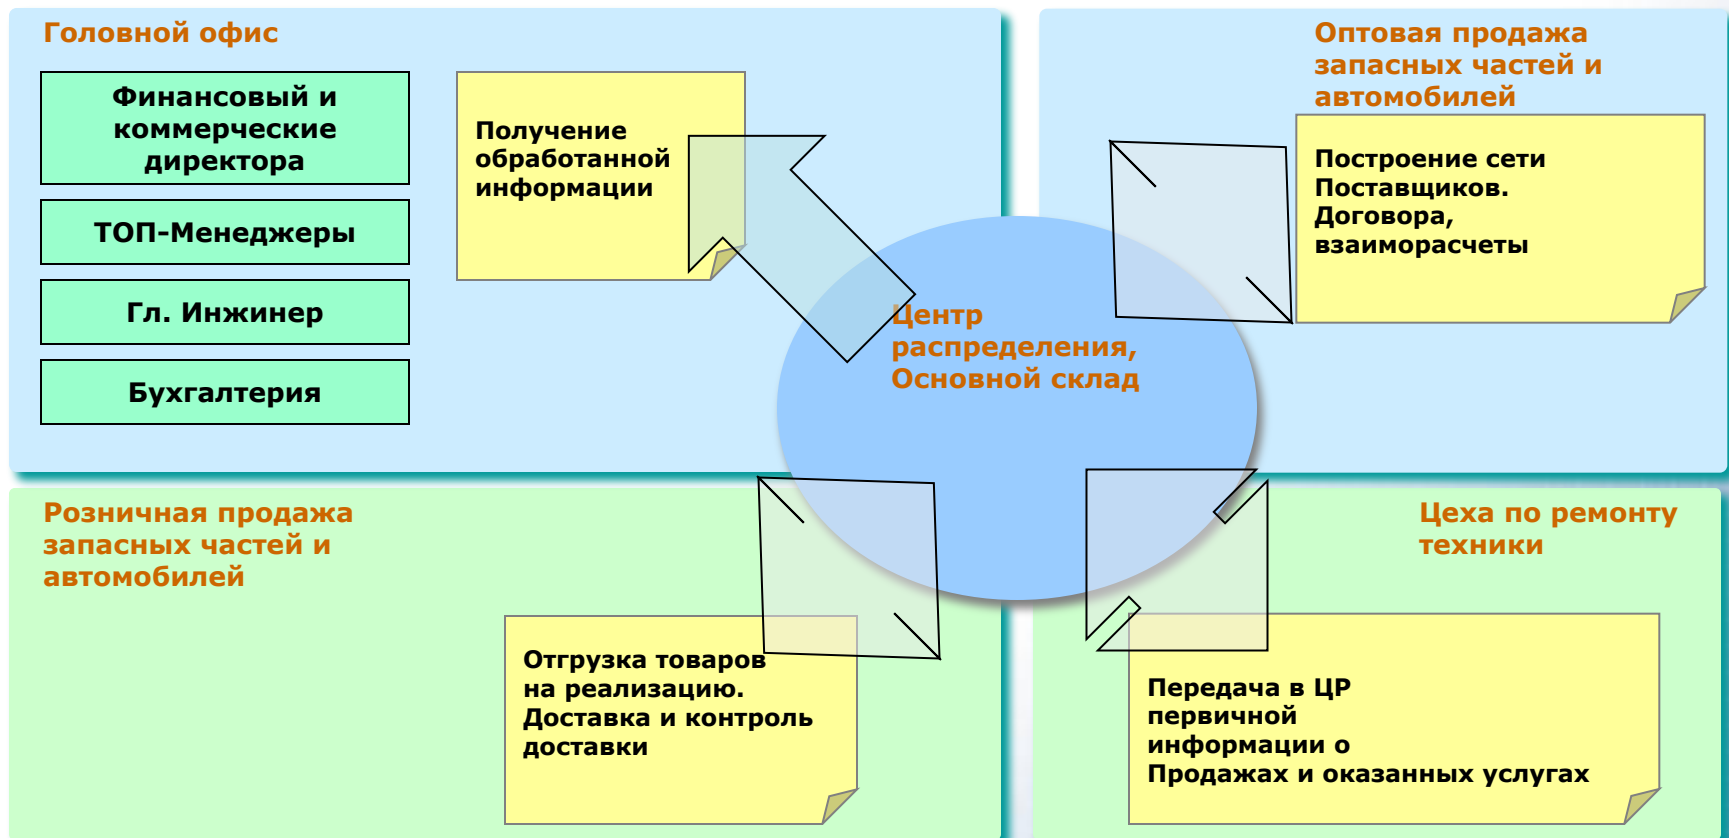 Головной офис
Финансовый и
коммерческие
директора
ТОП-Менеджеры
Гл. Инжинер
Бухгалтерия
Получение
обработанной
информации
Оптовая продажа
запасных частей и
автомобилей
Построение сети
Поставщиков.
Договора,
взаиморасчеты
Центр
распределения,
Основной склад
Розничная продажа
запасных частей и
автомобилей
Отгрузка товаров
на реализацию.
Доставка и контроль
доставки
Цеха по ремонту
техники
Передача в ЦР
первичной
информации о
Продажах и оказанных услугах